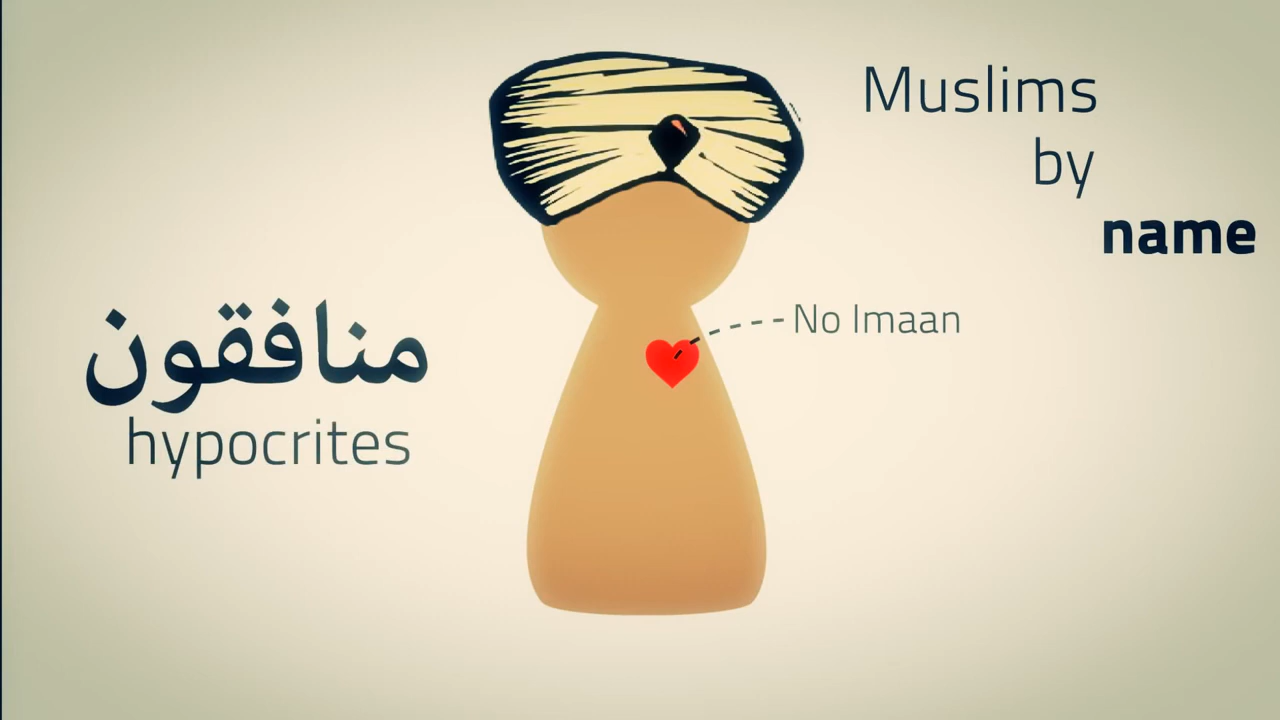 Muslims
by
name
No Imaan
منافقون
hypocrites